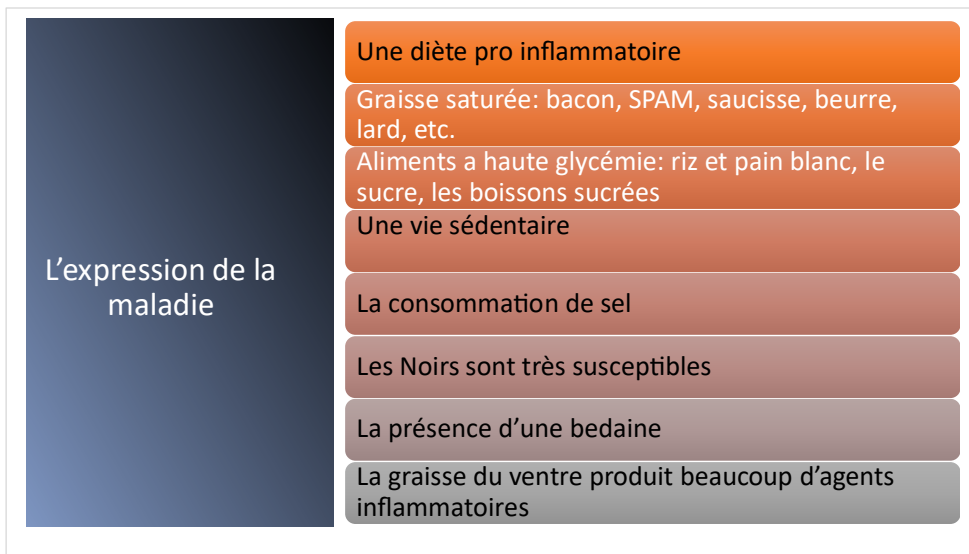 L’expression de la
maladie
Une diète pro inflammatoire
Graisse saturée: bacon, SPAM, saucisse, beurre,
lard, etc.
Aliments a haute glycémie: riz et pain blanc, le
sucre, les boissons sucrées
Une vie sédentaire
La consommation de sel
Les Noirs sont très susceptibles
La présence d’une bedaine
La graisse du ventre produit beaucoup d’agents
inflammatoires